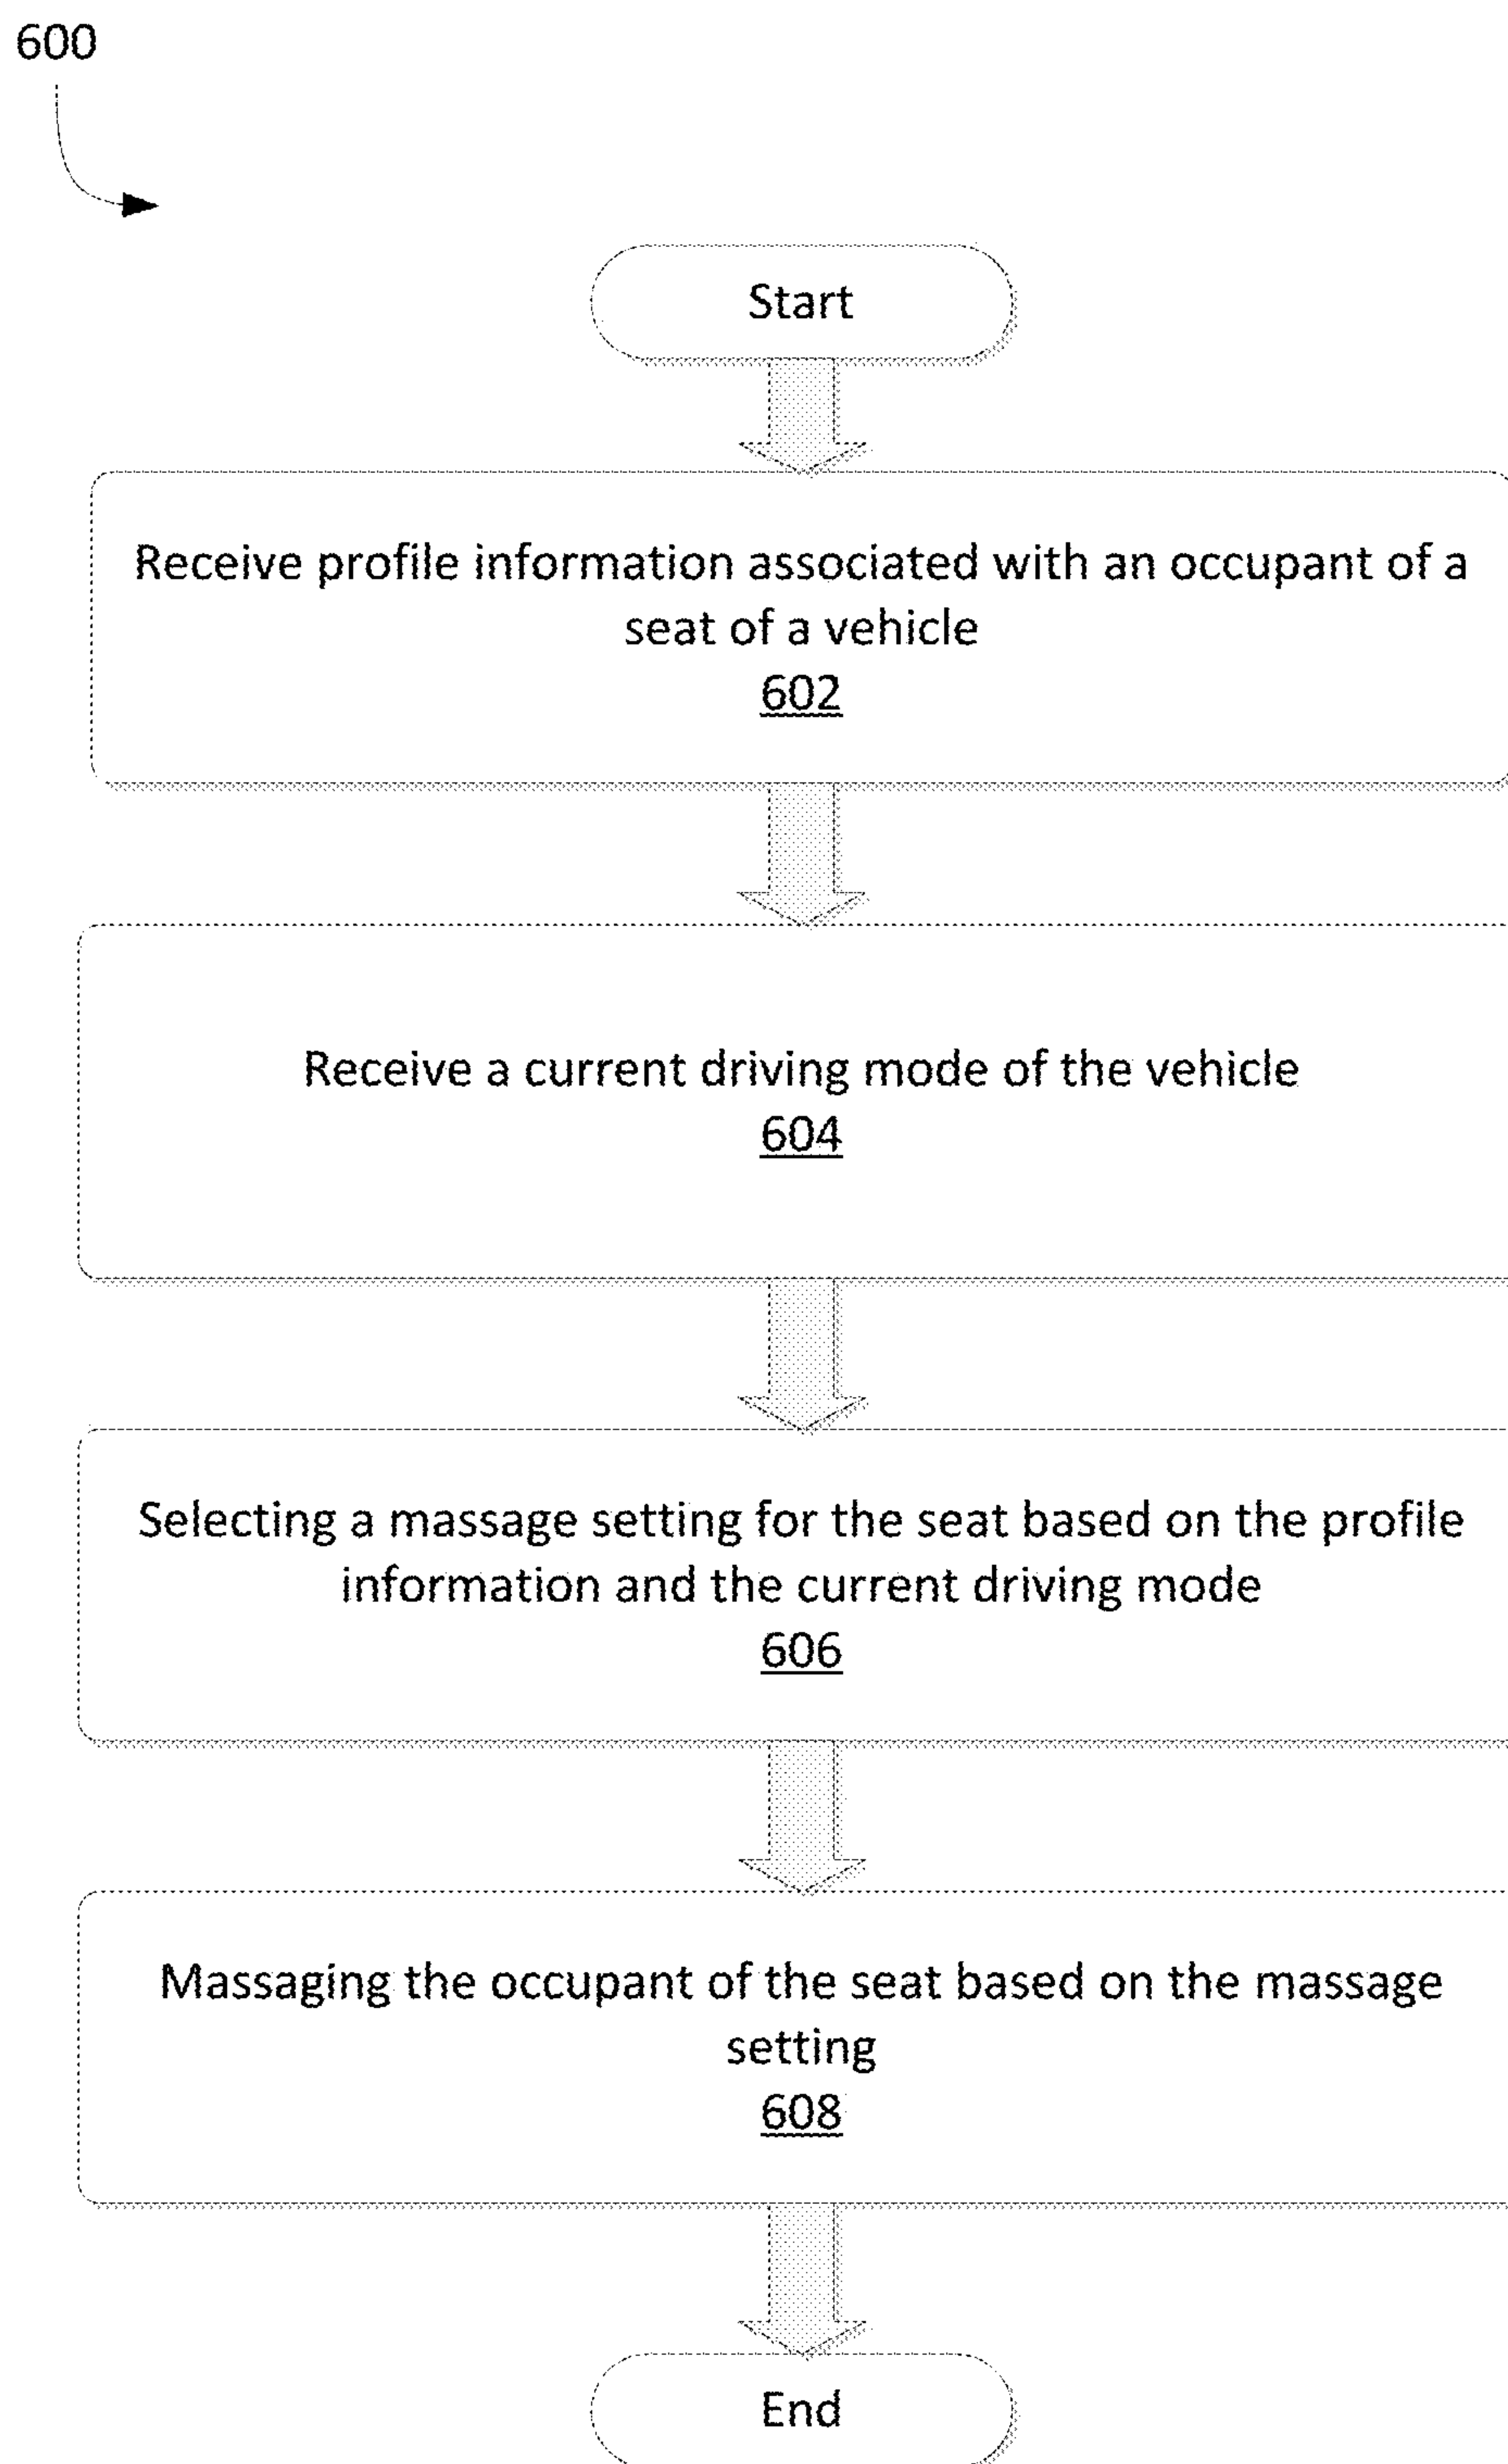 600
Start
Receive profile information associated with an occupant of a
seat of a vehicle
602
Receive a current driving mode of the vehicle
604
Selecting a massage setting for the seat based on the profile
information and the current driving mode
606
Massaging the occupant of the seat based on the massage
setting
608
End